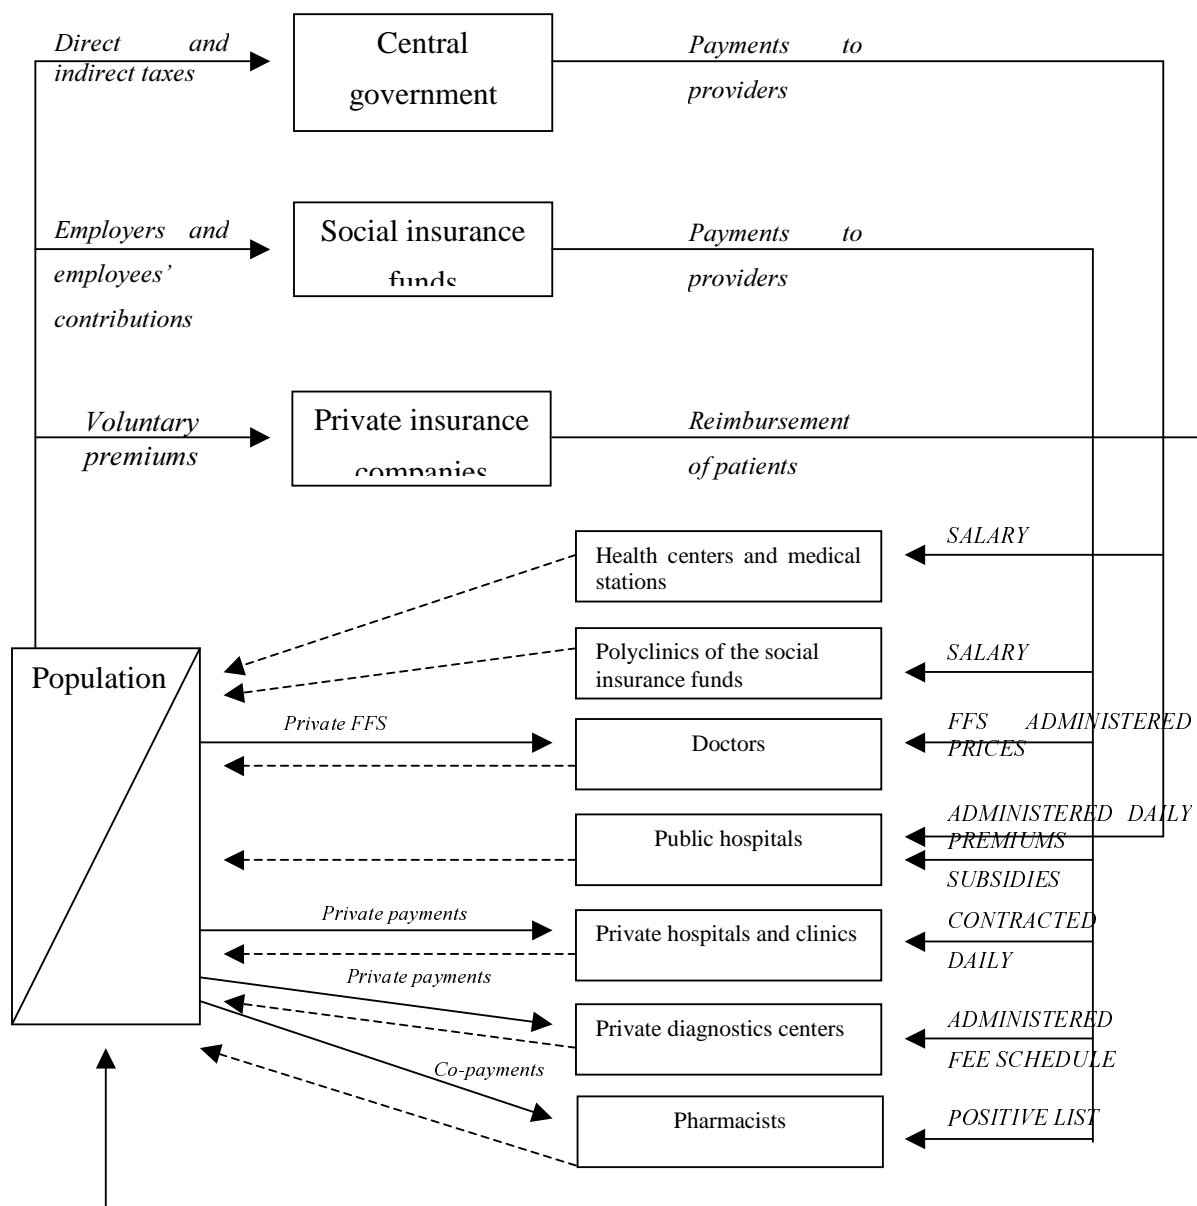 Direct and
indirect taxes
Central
government
Payments to
providers
Employers and
employees'
contributions
Social insurance
funds
Payments to
providers
Voluntary
premiums
Private insurance
companies
Reimbursement
of patients
Health centers and medical
stations
SALARY
Population
Polyclinics of the social
insurance funds
SALARY
Private FFS
Doctors
FFS ADMINISTERED
PRICES
Public hospitals
ADMINISTERED DAILY
PREMIUMS
SUBSIDIES
Private payments
Private hospitals and clinics
CONTRACTED
DAILY
Private payments
Private diagnostics centers
ADMINISTERED
FEE SCHEDULE
Co-payments
Pharmacists
POSITIVE LIST